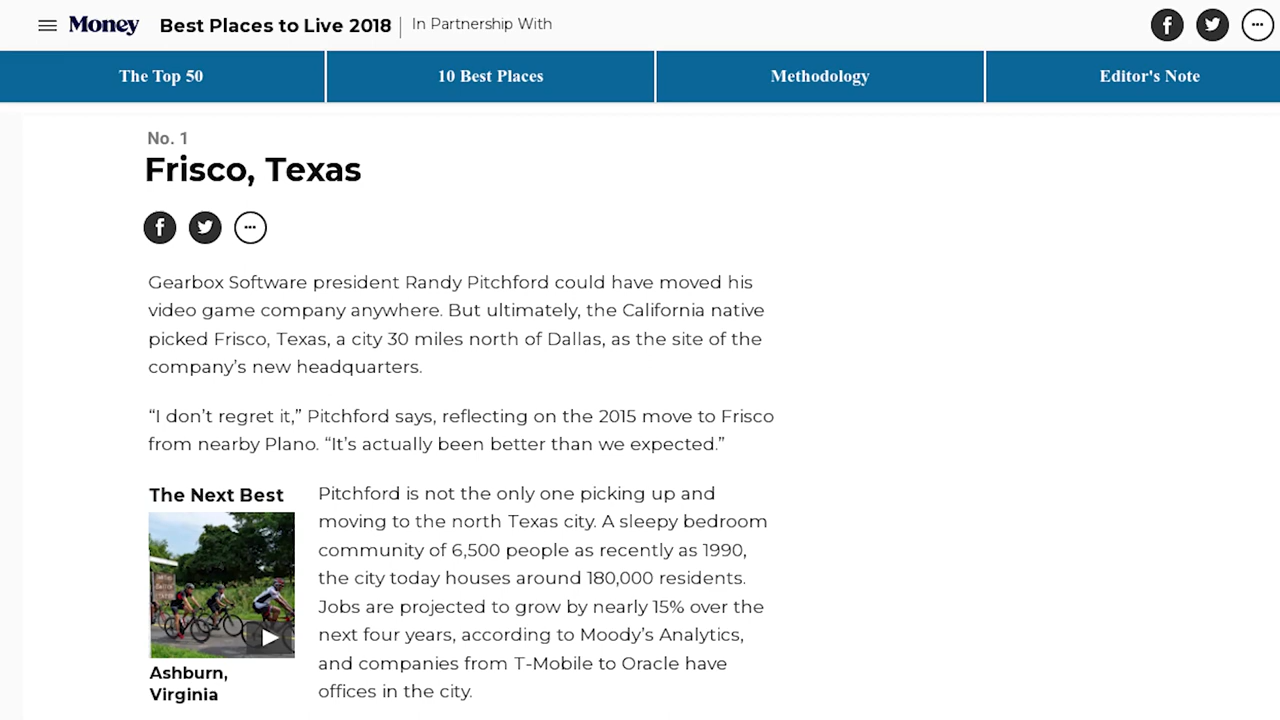 Money Best Places to Live 2018 In Partnership With
The Top 50 10 Best Places Methodology Editor's Note
No. 1
Frisco, Texas
Gearbox Software president Randy Pitchford could have moved his
video game company anywhere. But ultimately, the California native
picked Frisco, Texas, a city 30 miles north of Dallas, as the site of the
company’s new headquarters.
“I don’t regret it,” Pitchford says, reflecting on the 2015 move to Frisco
from nearby Plano. “It’s actually been better than we expected.”
The Next Best
Ashburn,
Virginia
Pitchford is not the only one picking up and
moving to the north Texas city. A sleepy bedroom
community of 6,500 people as recently as 1990,
the city today houses around 180,000 residents.
Jobs are projected to grow by nearly 15% over the
next four years, according to Moody’s Analytics,
and companies from T-Mobile to Oracle have
offices in the city.